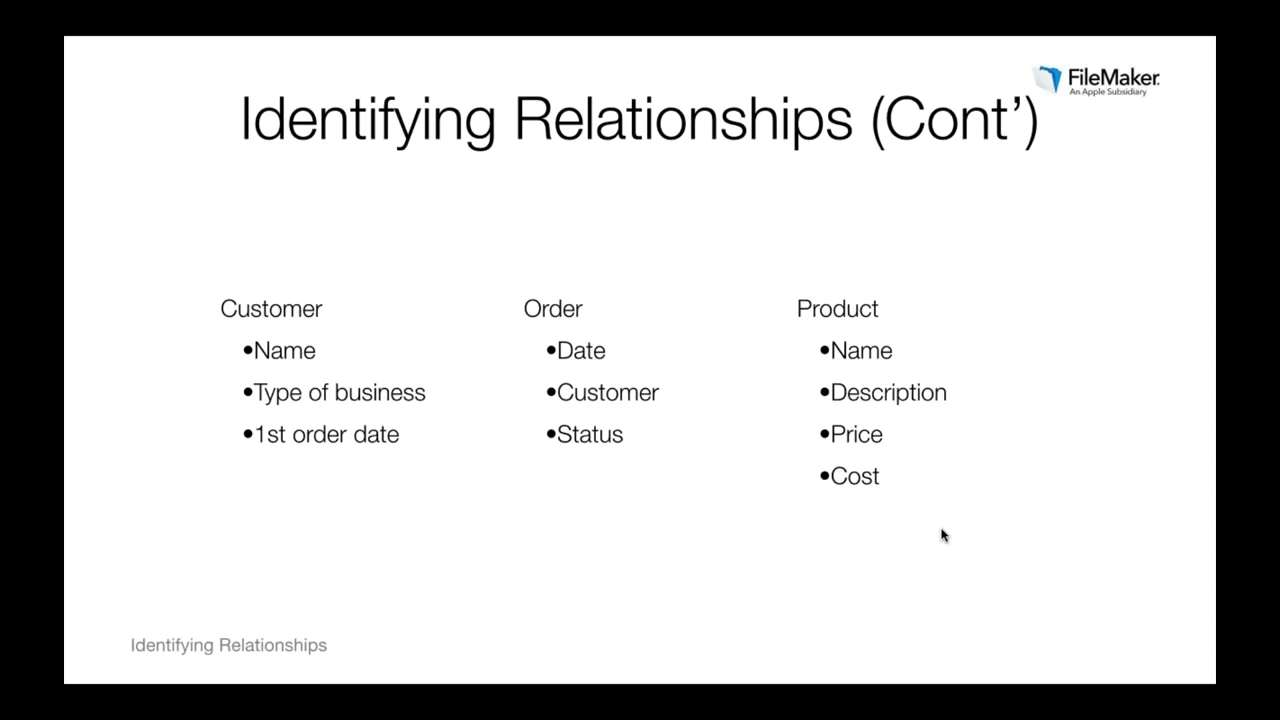 FileMaker.
An Apple Subsidiary
Identifying Relationships (Cont’)
Customer
•Name
•Type of business
•1st order date
Order
•Date
•Customer
•Status
Product
•Name
•Description
•Price
•Cost
Identifying Relationships